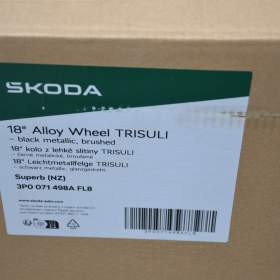 ŠKODA
18" Alloy Wheel TRISULI
– black metallic, brushed
18" kolo z lehké slitiny TRISULI
– černé metalické, broušené
18" Leichtmetallfelge TRISULI
– schwarz metallic, glanzgedreht
Superb (NZ)
3P0 071 498A FL8
www.skoda-auto.com